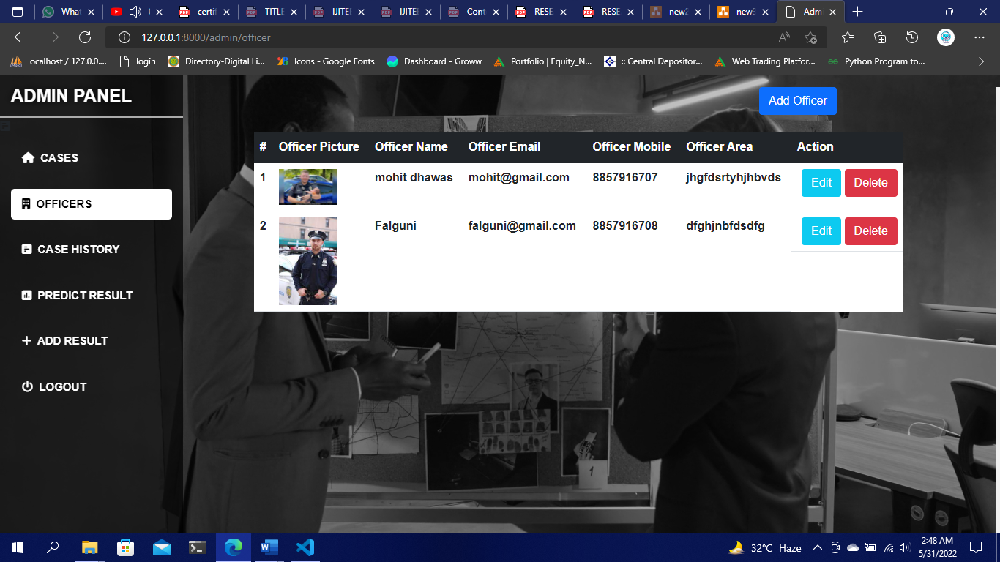 What
certif
TITLE
IJITEE
IJITEE
Cont
RESE
RESE
new2
new3
Adm
127.0.0.1:8000/admin/officer
localhost / 127.0.0....
login
Directory-Digital Li...
Icons - Google Fonts
Dashboard - Groww
Portfolio | Equity_N...
:: Central Depositor...
Web Trading Platfor...
Python Program to...
ADMIN PANEL
Add Officer
CASES
OFFICERS
CASE HISTORY
PREDICT RESULT
ADD RESULT
LOGOUT
# Officer Picture Officer Name Officer Email Officer Mobile Officer Area Action
1 mohit dhawas mohit@gmail.com 8857916707 jhgfdsrtyhjhbvds Edit Delete
2 Falguni falguni@gmail.com 8857916708 dfghjnbfdsdfg Edit Delete
1
32°C Haze
2:48 AM
5/31/2022